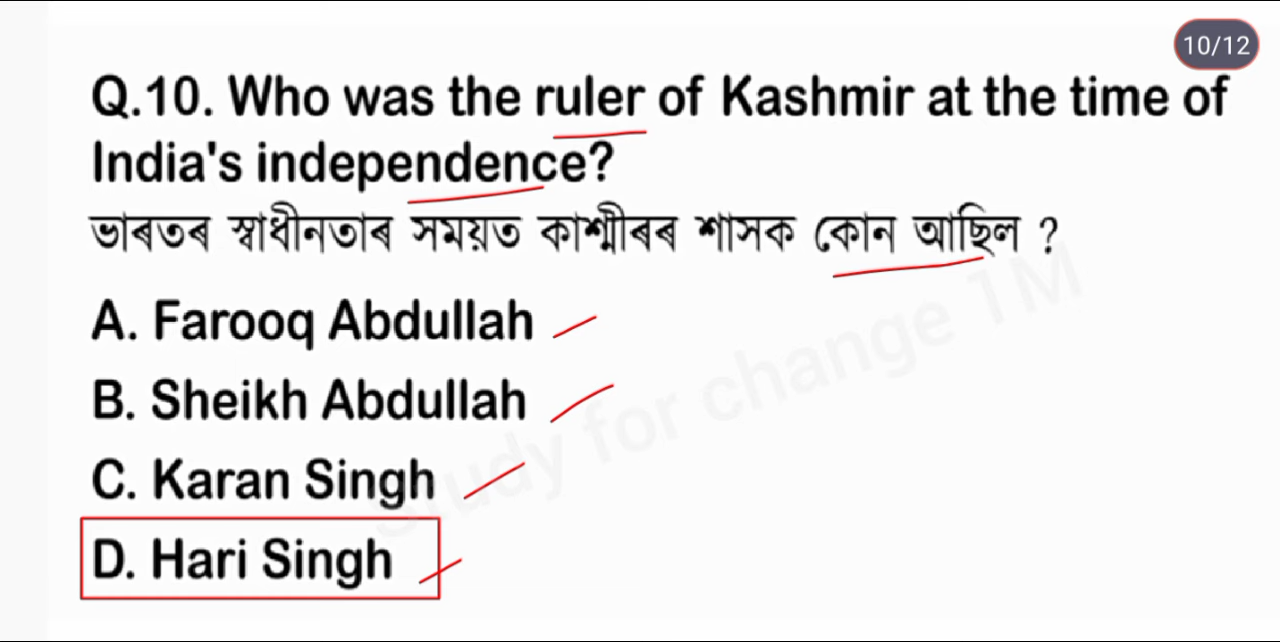 10/12
Q.10. Who was the ruler of Kashmir at the time of
India's independence?
ভাৰতৰ স্বাধীনতাৰ সময়ত কাশ্মীৰৰ শাসক কোন আছিল ?
A. Farooq Abdullah
B. Sheikh Abdullah
C. Karan Singh
D. Hari Singh
Study for change 1M